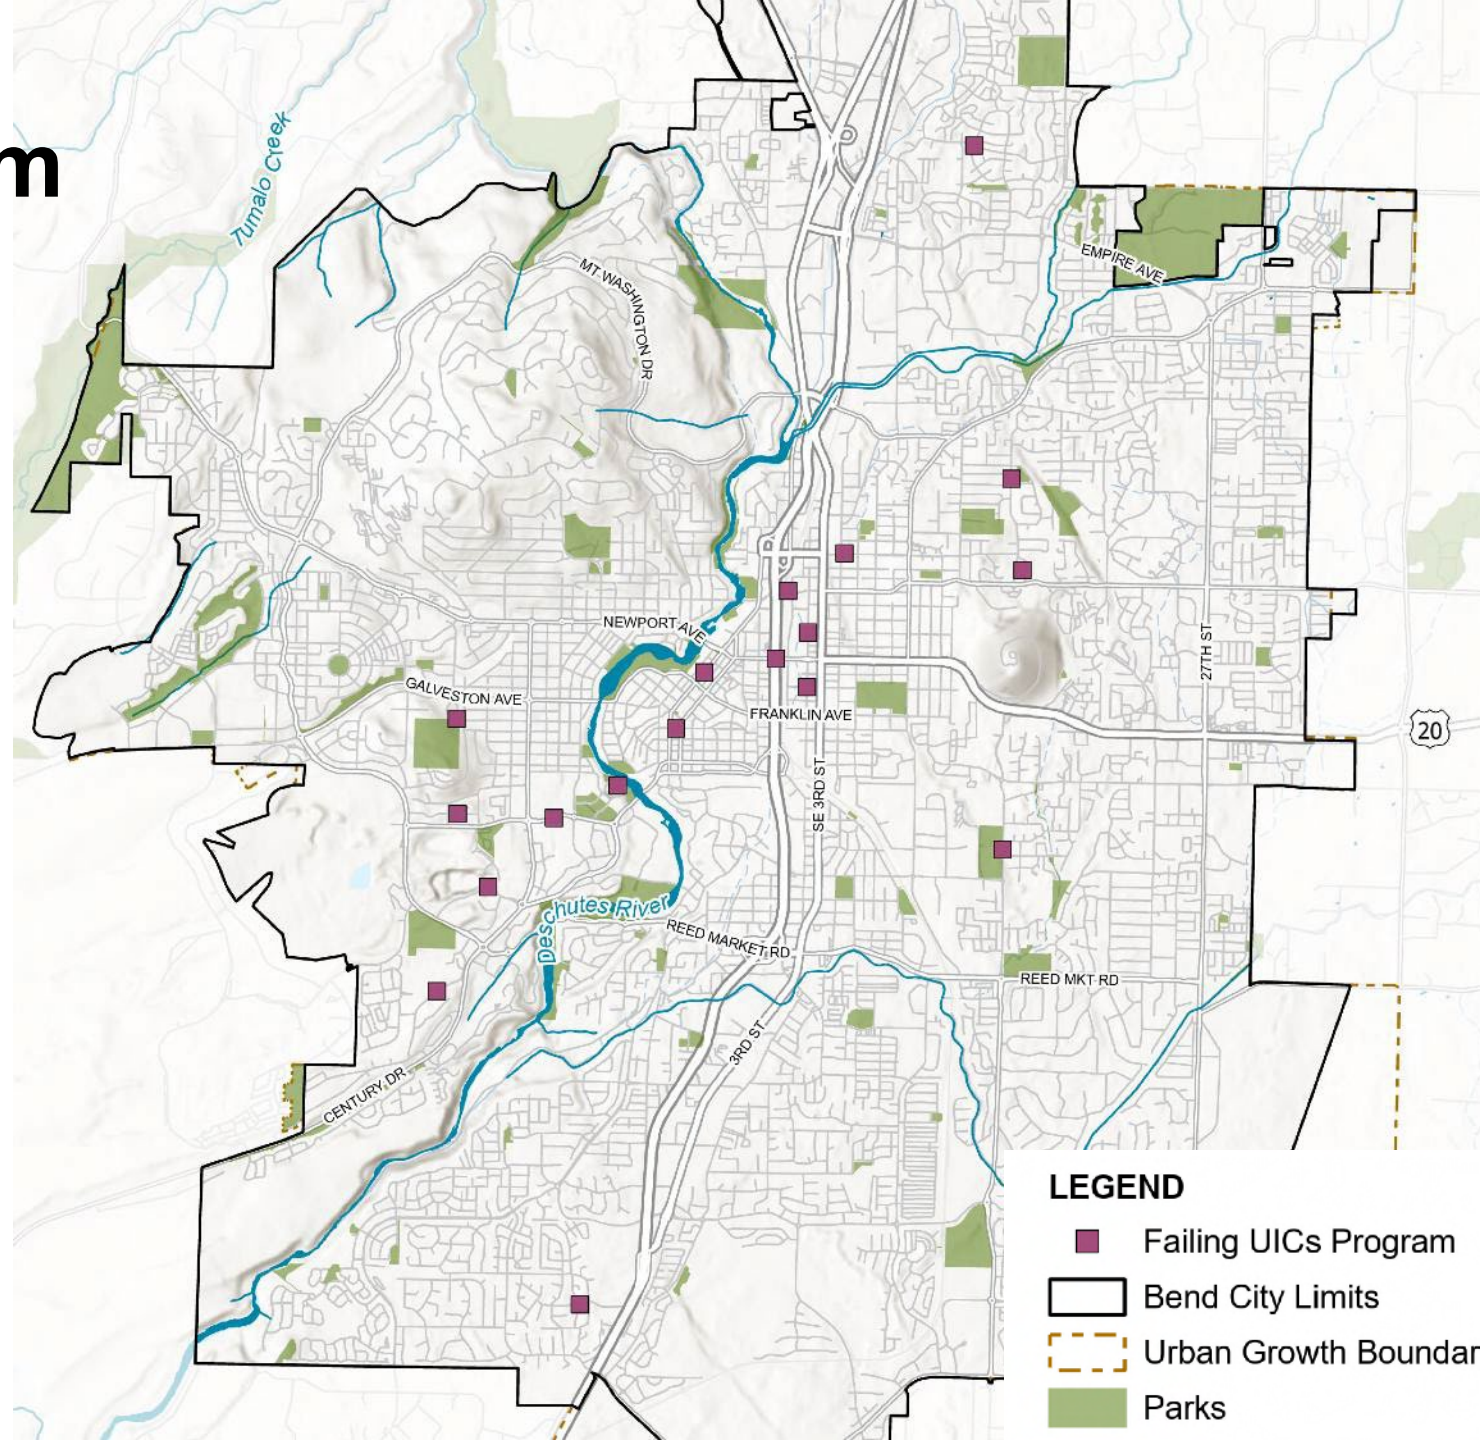 m
Tumalo Creek
MT WASHINGTON DR
EMPIRE AVE
NEWPORT AVE
27TH ST
GALVESTON AVE
FRANKLIN AVE
20
SE 3RD ST
Deschutes River
REED MARKET RD
REED MKT RD
3RD ST
CENTURY DR
LEGEND
Failing UICs Program
Bend City Limits
Urban Growth Boundar
Parks